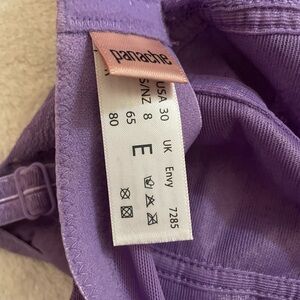 panache
USA 30 UK Envy 7285
S/NZ 8
65 E
80